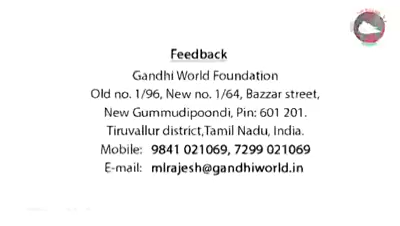 Feedback
Gandhi World Foundation
Old no. 1/96, New no. 1/64, Bazzar street,
New Gummudipoondi, Pin: 601 201.
Tiruvallur district,Tamil Nadu, India.
Mobile: 9841 021069, 7299 021069
E-mail: mlrajesh@gandhiworld.in